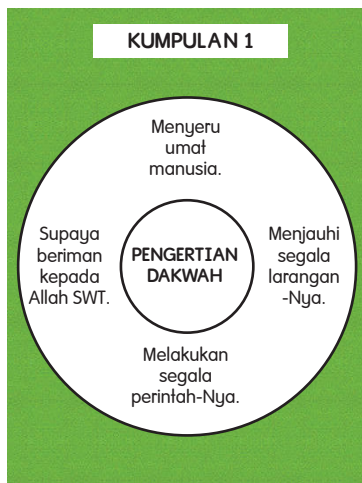 KUMPULAN 1
Menyeru
umat
manusia.
Supaya
beriman
kepada
Allah SWT.
PENGERTIAN
DAKWAH
Menjauhi
segala
larangan
-Nya.
Melakukan
segala
perintah-Nya.